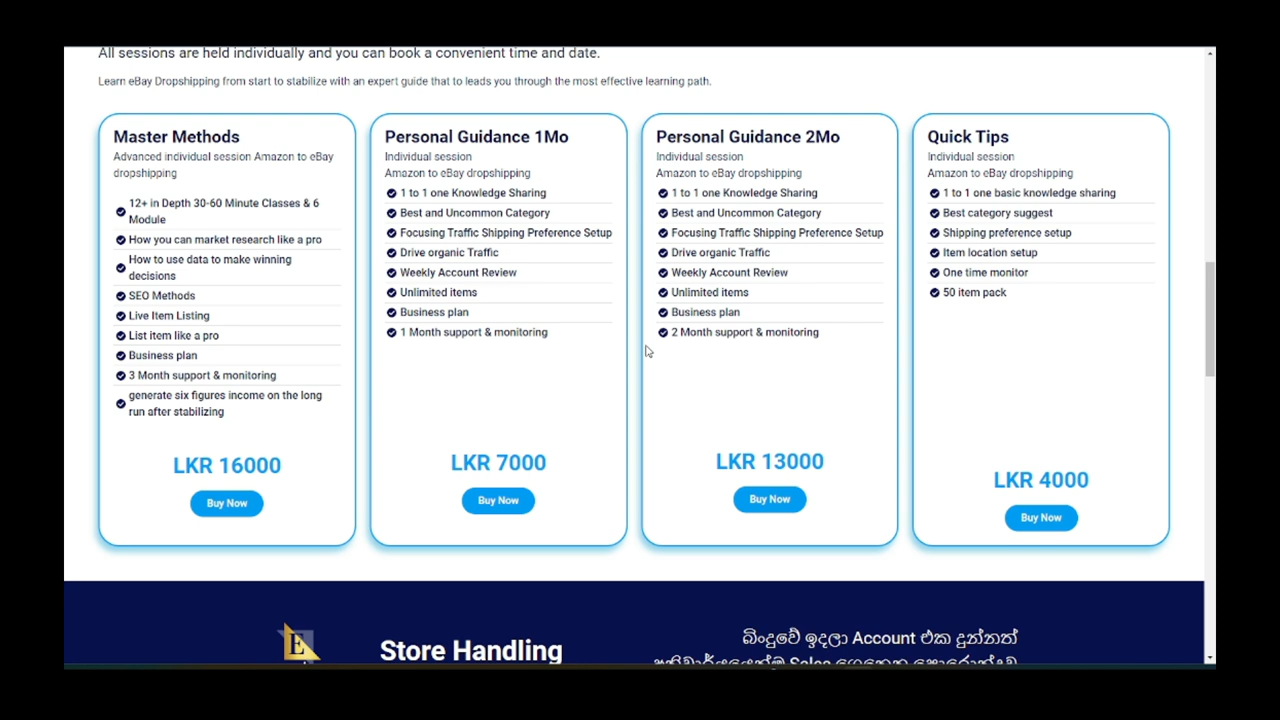 All sessions are held individually and you can book a convenient time and date.
Learn eBay Dropshipping from start to stabilize with an expert guide that to leads you through the most effective learning path.
Master Methods
Advanced individual session Amazon to eBay
dropshipping
12+ in Depth 30-60 Minute Classes & 6
Module
How you can market research like a pro
How to use data to make winning
decisions
SEO Methods
Live Item Listing
List item like a pro
Business plan
3 Month support & monitoring
generate six figures income on the long
run after stabilizing
LKR 16000
Buy Now
Personal Guidance 1Mo
Individual session
Amazon to eBay dropshipping
1 to 1 one Knowledge Sharing
Best and Uncommon Category
Focusing Traffic Shipping Preference Setup
Drive organic Traffic
Weekly Account Review
Unlimited items
Business plan
1 Month support & monitoring
LKR 7000
Buy Now
Personal Guidance 2Mo
Individual session
Amazon to eBay dropshipping
1 to 1 one Knowledge Sharing
Best and Uncommon Category
Focusing Traffic Shipping Preference Setup
Drive organic Traffic
Weekly Account Review
Unlimited items
Business plan
2 Month support & monitoring
LKR 13000
Buy Now
Quick Tips
Individual session
Amazon to eBay dropshipping
1 to 1 one basic knowledge sharing
Best category suggest
Shipping preference setup
Item location setup
One time monitor
50 item pack
LKR 4000
Buy Now
E
Store Handling
බිංදුවේ ඉදලා Account එක දුන්නත්
Sales